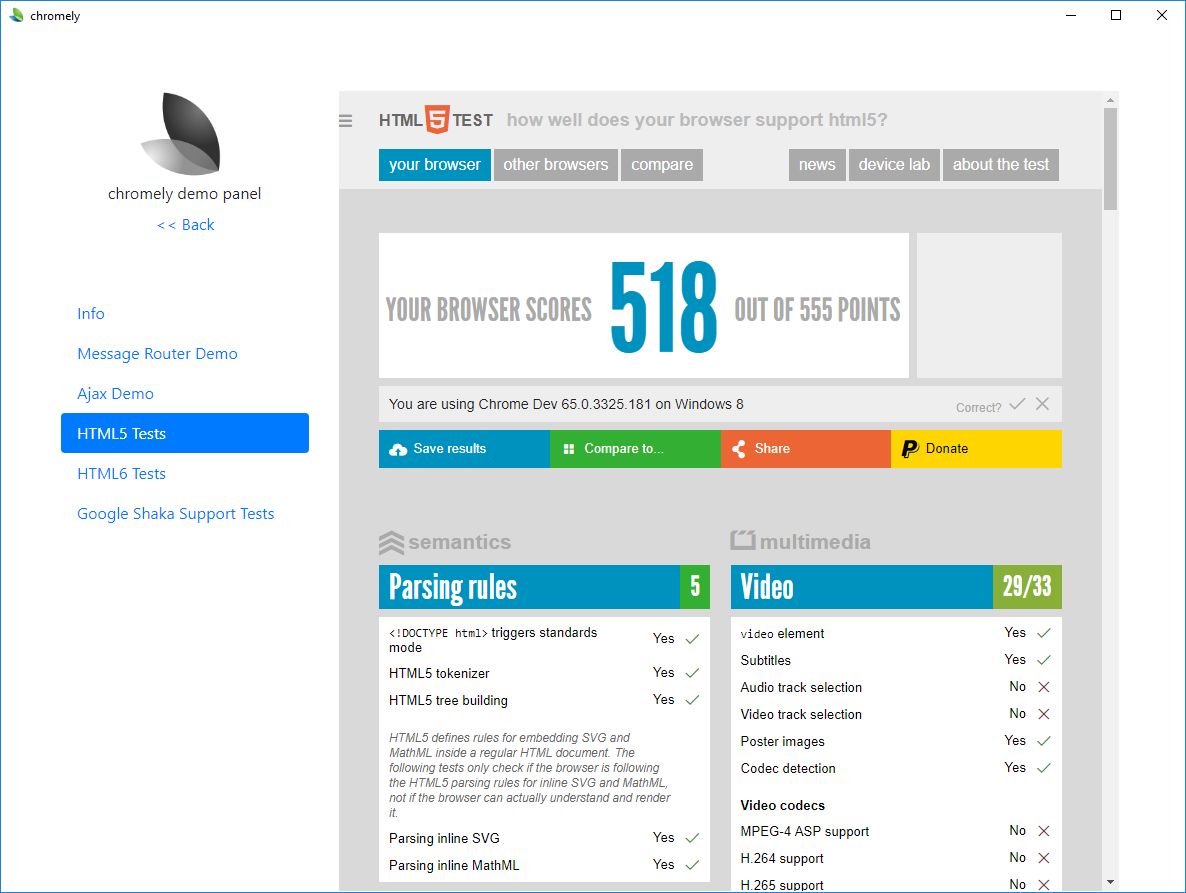 chromely
chromely demo panel
<< Back
Info
Message Router Demo
Ajax Demo
HTML5 Tests
HTML6 Tests
Google Shaka Support Tests
HTML 5 TEST how well does your browser support html5?
your browser other browsers compare news device lab about the test
YOUR BROWSER SCORES 518 OUT OF 555 POINTS
You are using Chrome Dev 65.0.3325.181 on Windows 8 Correct?
Save results Compare to... Share Donate
semantics
Parsing rules 5
<!DOCTYPE html> triggers standards
mode Yes
HTML5 tokenizer Yes
HTML5 tree building Yes
HTML5 defines rules for embedding SVG and
MathML inside a regular HTML document. The
following tests only check if the browser is following
the HTML5 parsing rules for inline SVG and MathML,
not if the browser can actually understand and render
it.
Parsing inline SVG Yes
Parsing inline MathML Yes
multimedia
Video 29/33
video element Yes
Subtitles Yes
Audio track selection No
Video track selection No
Poster images Yes
Codec detection Yes
Video codecs
MPEG-4 ASP support No
H.264 support No
H.265 support No